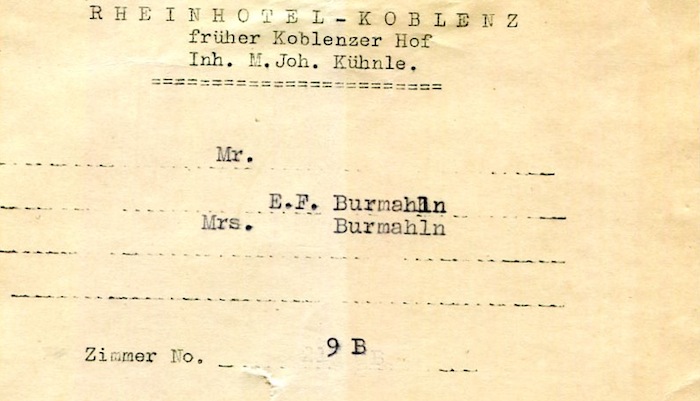 RHEINHOTEL-KOBLENZ
früher Koblenzer Hof
Inh. M.Joh. Kühnle.
Mr.
E.F. Burmahln
Mrs. Burmahln
Zimmer No. 9 B